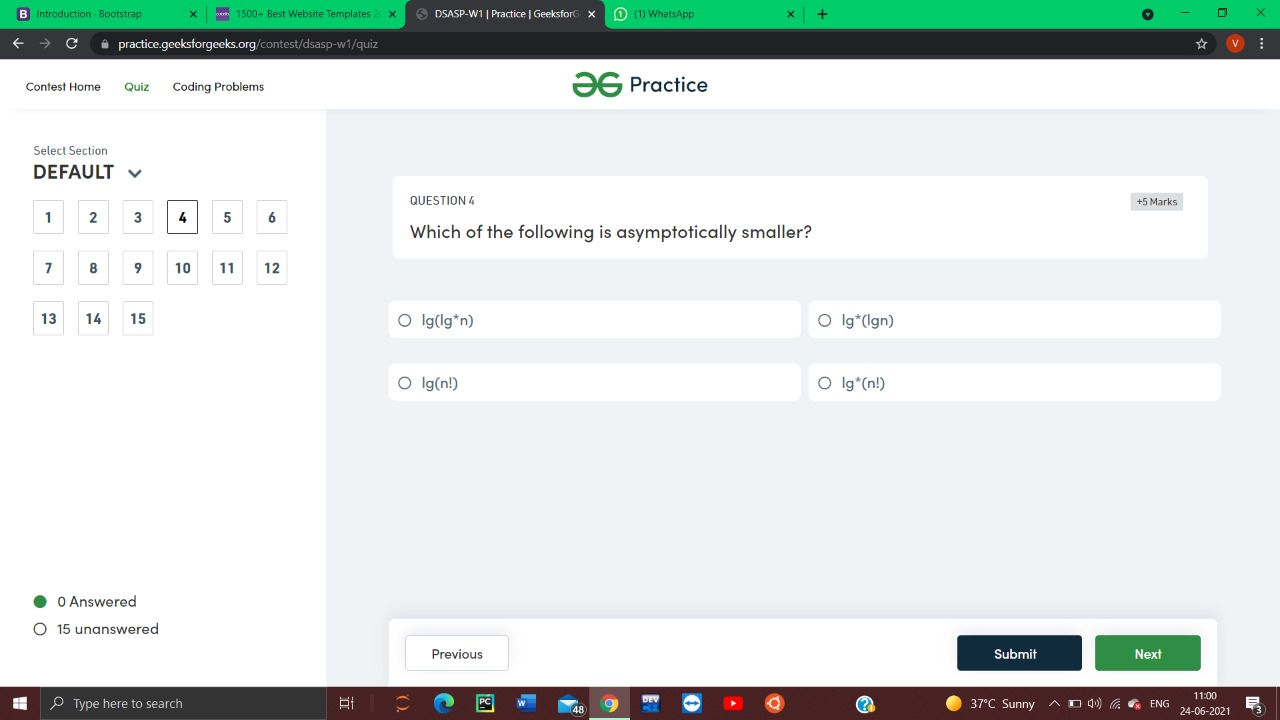 Introduction · Bootstrap
1500+ Best Website Templates 2
DSASP-W1 | Practice | GeeksforG
(1) WhatsApp
practice.geeksforgeeks.org/contest/dsasp-w1/quiz
V
Contest Home
Quiz
Coding Problems
Practice
Select Section
DEFAULT
1 2 3 4 5 6
7 8 9 10 11 12
13 14 15
QUESTION 4
+5 Marks
Which of the following is asymptotically smaller?
lg(lg*n)
lg*(lgn)
lg(n!)
lg*(n!)
0 Answered
15 unanswered
Previous
Submit
Next
Type here to search
PC
W
48
DEV
37°C Sunny
ENG
11:00
24-06-2021
3